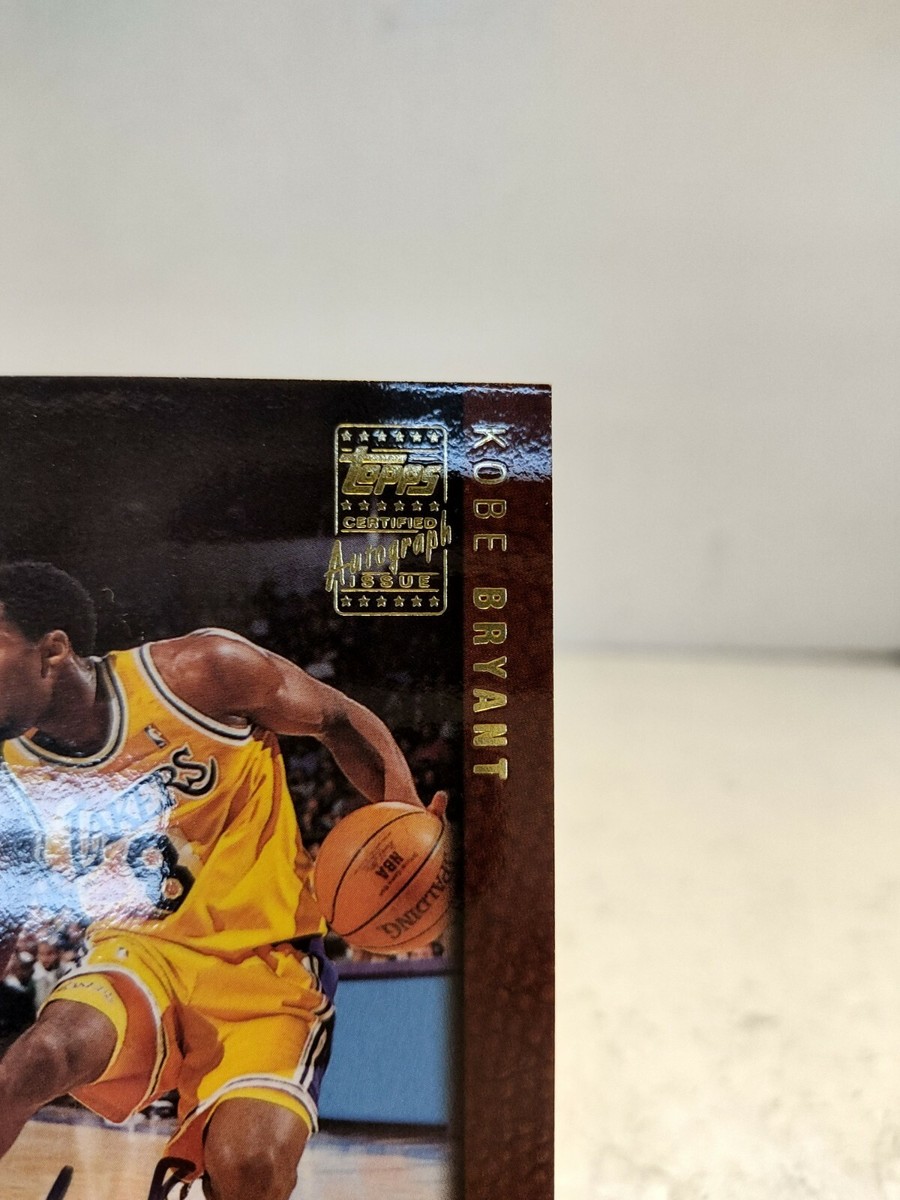 topps
CERTIFIED
Autograph
ISSUE
KOBE BRYANT
NBA
SPALDING